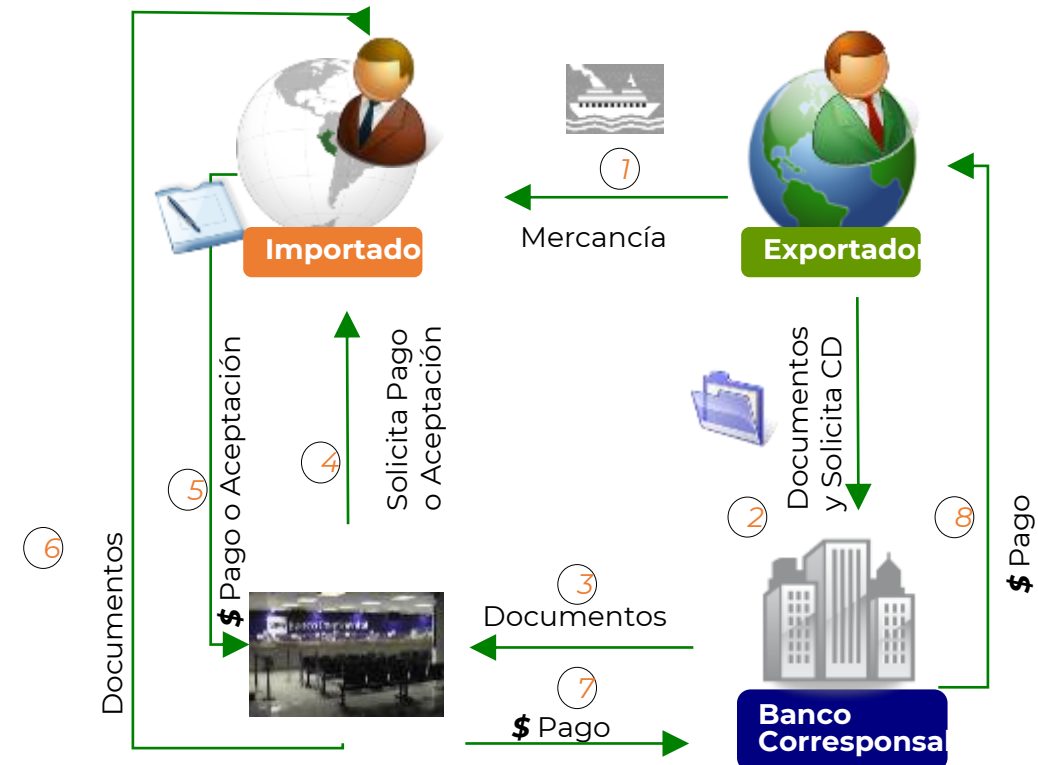 1
Mercancía
Importado
Exportador
Documentos
y Solicita CD
Solicita Pago
o Aceptación
$ Pago o Aceptación
4
5
2
8
6
$ Pago
Documentos
3
Documentos
7
$ Pago
Banco
Corresponsal